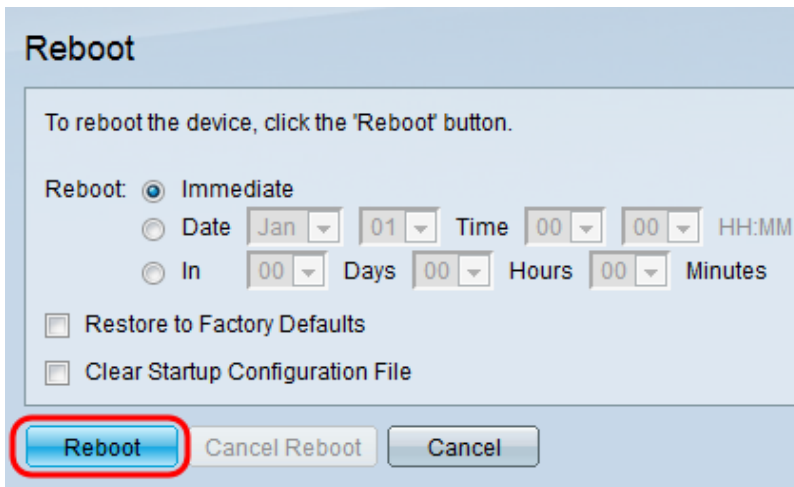 Reboot
To reboot the device, click the 'Reboot' button.
Reboot: Immediate
Date Jan 01 Time 00 00 HH:MM
In 00 Days 00 Hours 00 Minutes
Restore to Factory Defaults
Clear Startup Configuration File
Reboot Cancel Reboot Cancel